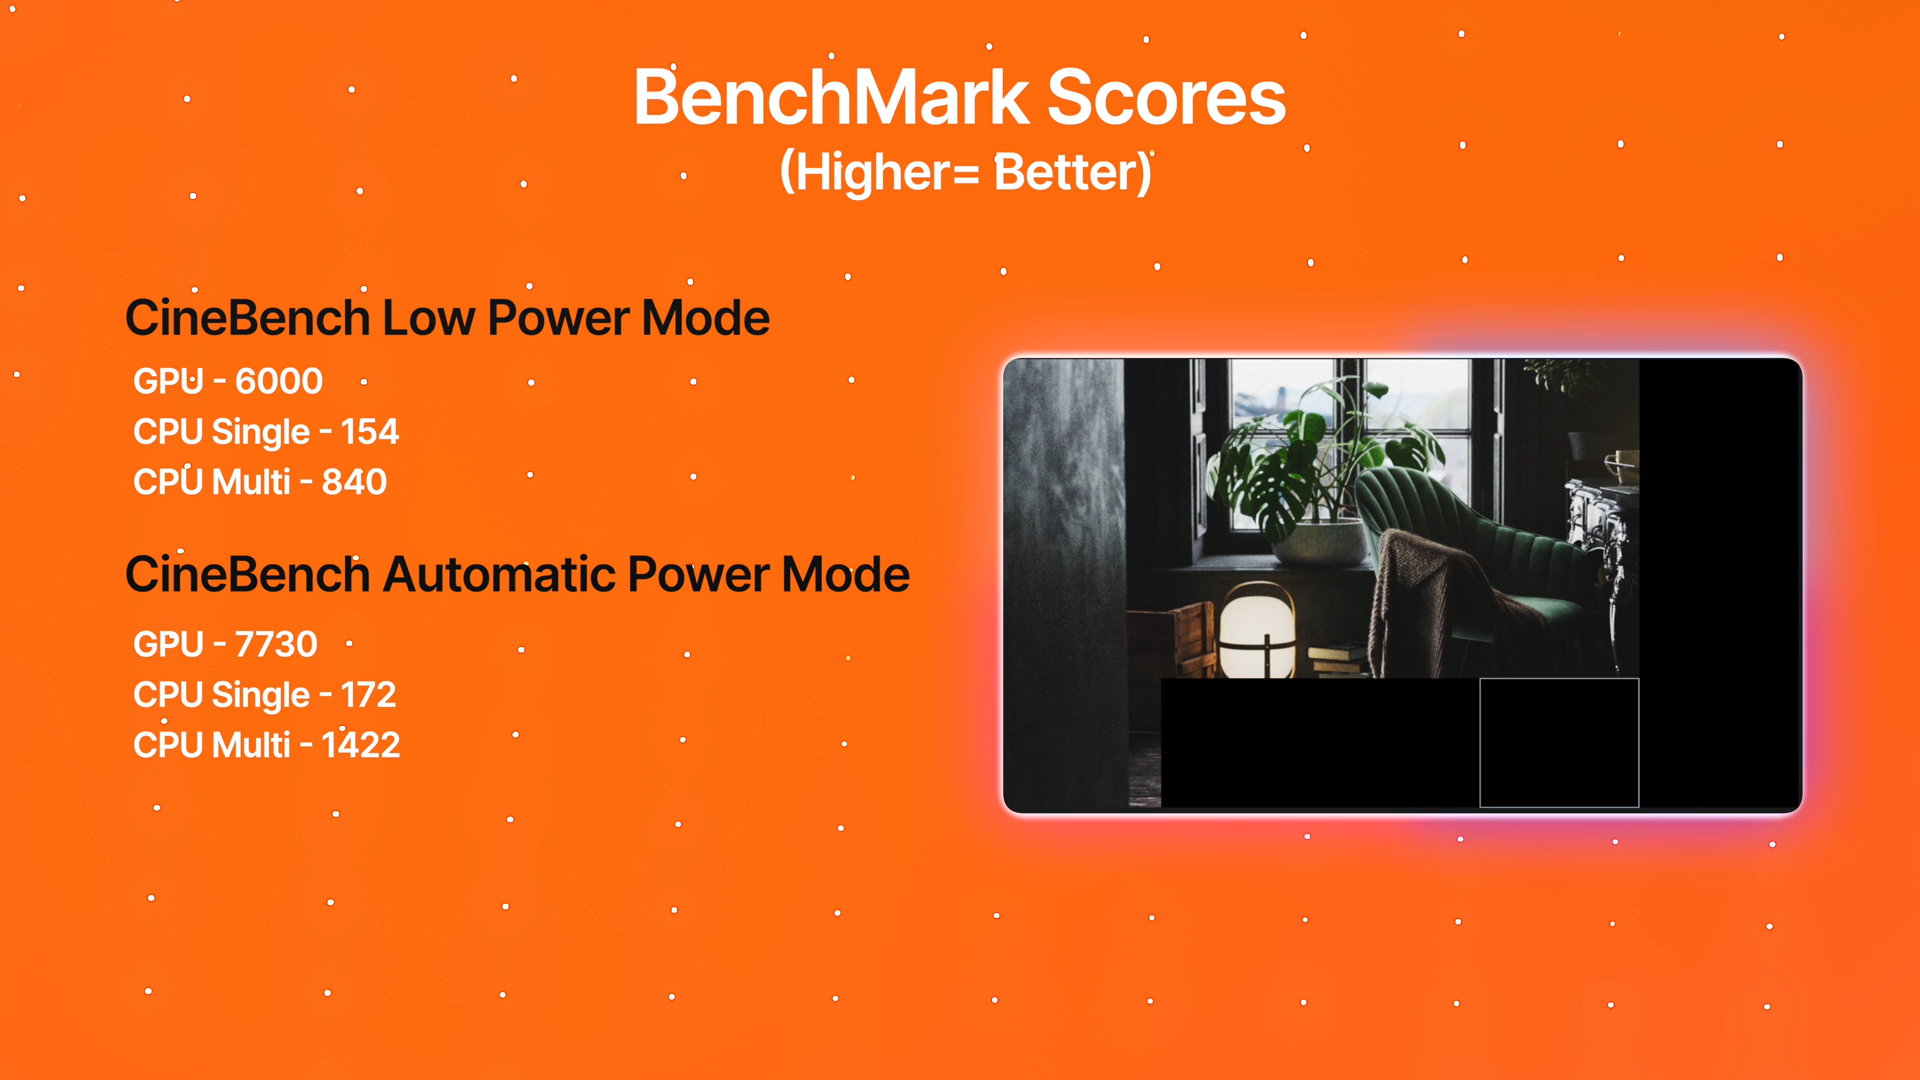 BenchMark Scores
(Higher= Better)
CineBench Low Power Mode
GPU - 6000
CPU Single - 154
CPU Multi - 840
CineBench Automatic Power Mode
GPU - 7730
CPU Single - 172
CPU Multi - 1422